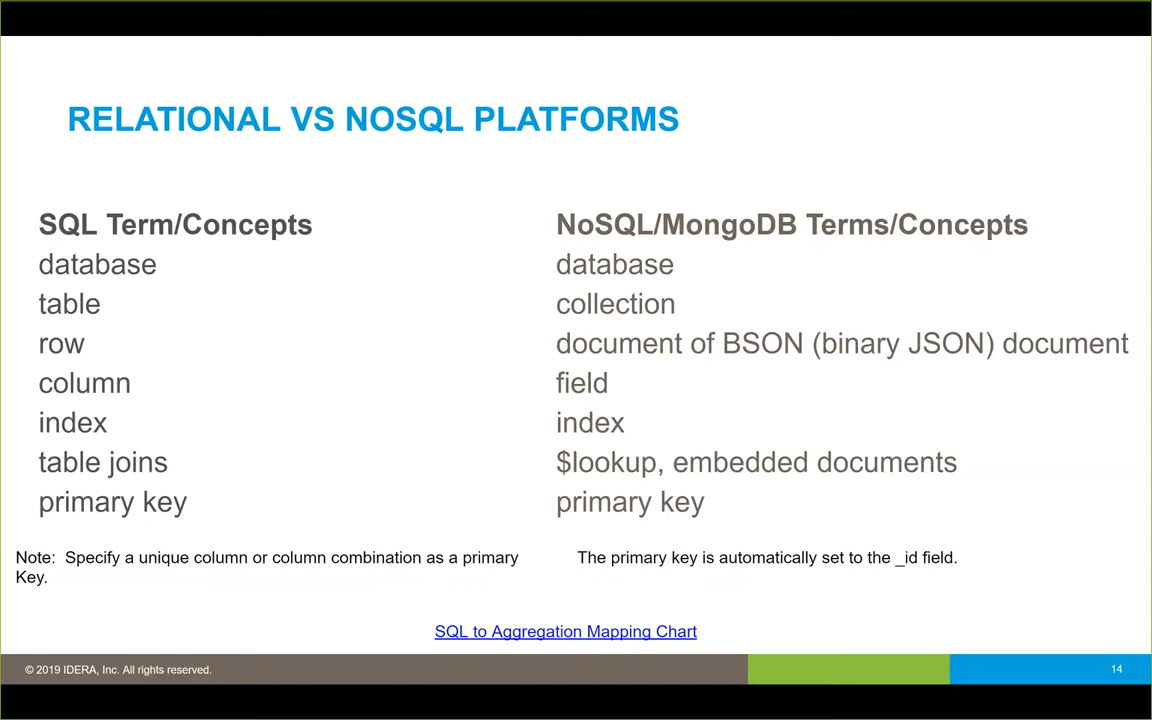 RELATIONAL VS NOSQL PLATFORMS
SQL Term/Concepts
database
table
row
column
index
table joins
primary key
NoSQL/MongoDB Terms/Concepts
database
collection
document of BSON (binary JSON) document
field
index
$lookup, embedded documents
primary key
Note:  Specify a unique column or column combination as a primary
Key.
The primary key is automatically set to the _id field.
SQL to Aggregation Mapping Chart
© 2019 IDERA, Inc. All rights reserved.
14